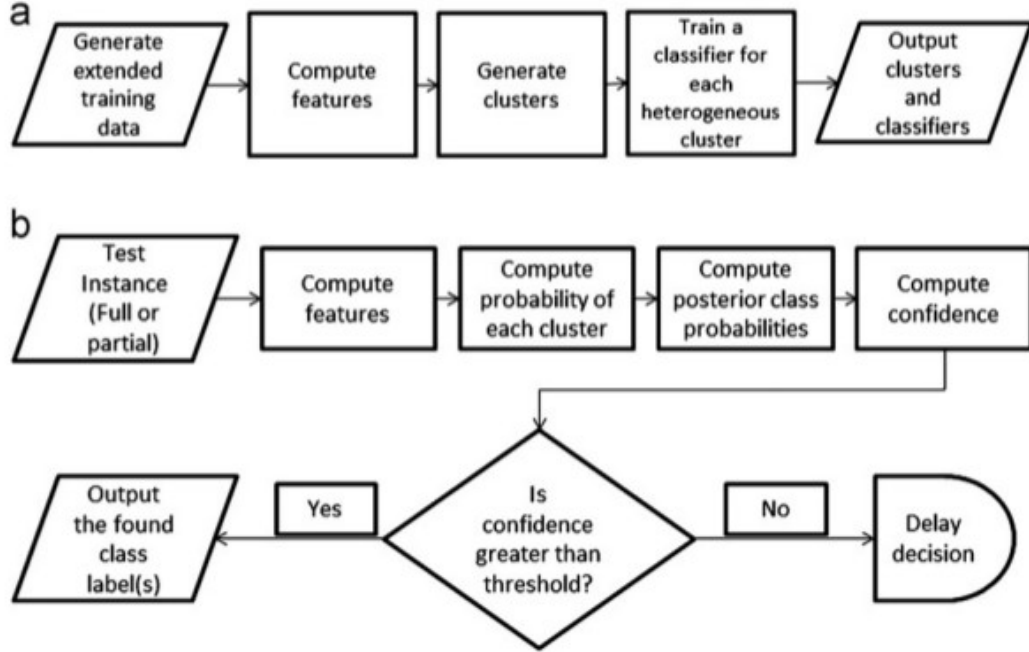 a
Generate
extended
training
data
Compute
features
Generate
clusters
Train a
classifier for
each
heterogeneous
cluster
Output
clusters
and
classifiers
b
Test
Instance
(Full or
partial)
Compute
features
Compute
probability of
each cluster
Compute
posterior class
probabilities
Compute
confidence
Is
confidence
greater than
threshold?
Yes
Output
the found
class
label(s)
No
Delay
decision